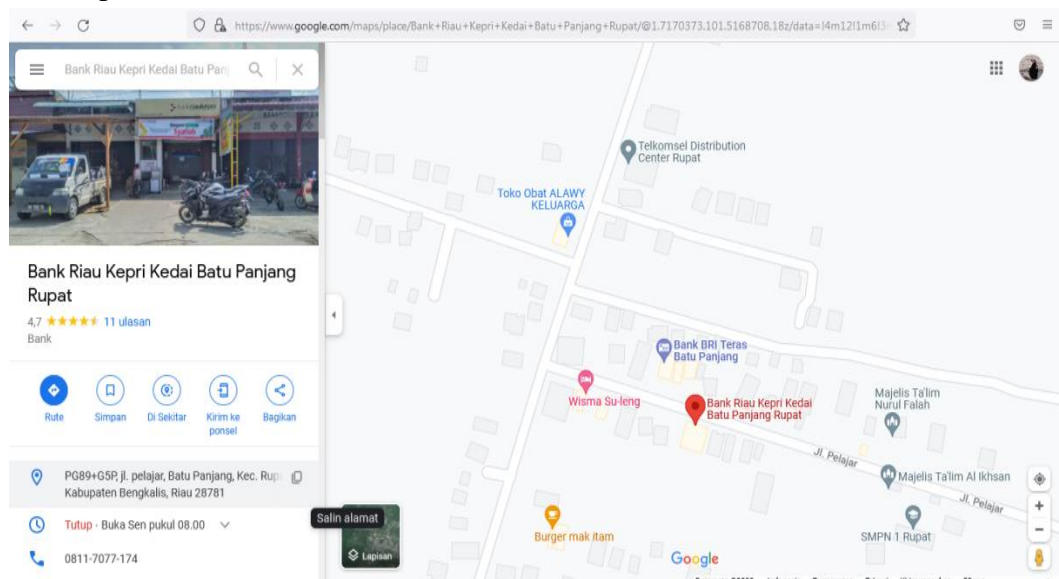 https://www.google.com/maps/place/Bank+Riau+Kepri+Kedai+Batu+Panjang+Rupat/@1.7170373,101.5168708,18z/data=!4m12!1m6!3
Bank Riau Kepri Kedai Batu Panj
Bank Riau Kepri Kedai Batu Panjang
Rupat
4,7
11 ulasan
Bank
Rute
Simpan
Di Sekitar
Kirim ke
ponsel
Bagikan
PG89+G5P, jl. pelajar, Batu Panjang, Kec. Rup
Kabupaten Bengkalis, Riau 28781
Tutup · Buka Sen pukul 08.00
0811-7077-174
Salin alamat
Lapisan
Telkomsel Distribution
Center Rupat
Toko Obat ALAWY
KELUARGA
Bank BRI Teras
Batu Panjang
Wisma Su-leng
Bank Riau Kepri Kedai
Batu Panjang Rupat
Majelis Ta'lim
Nurul Falah
Jl. Pelajar
Majelis Ta'lim Al Ikhsan
Jl. Pelajar
Burger mak itam
SMPN 1 Rupat
Google